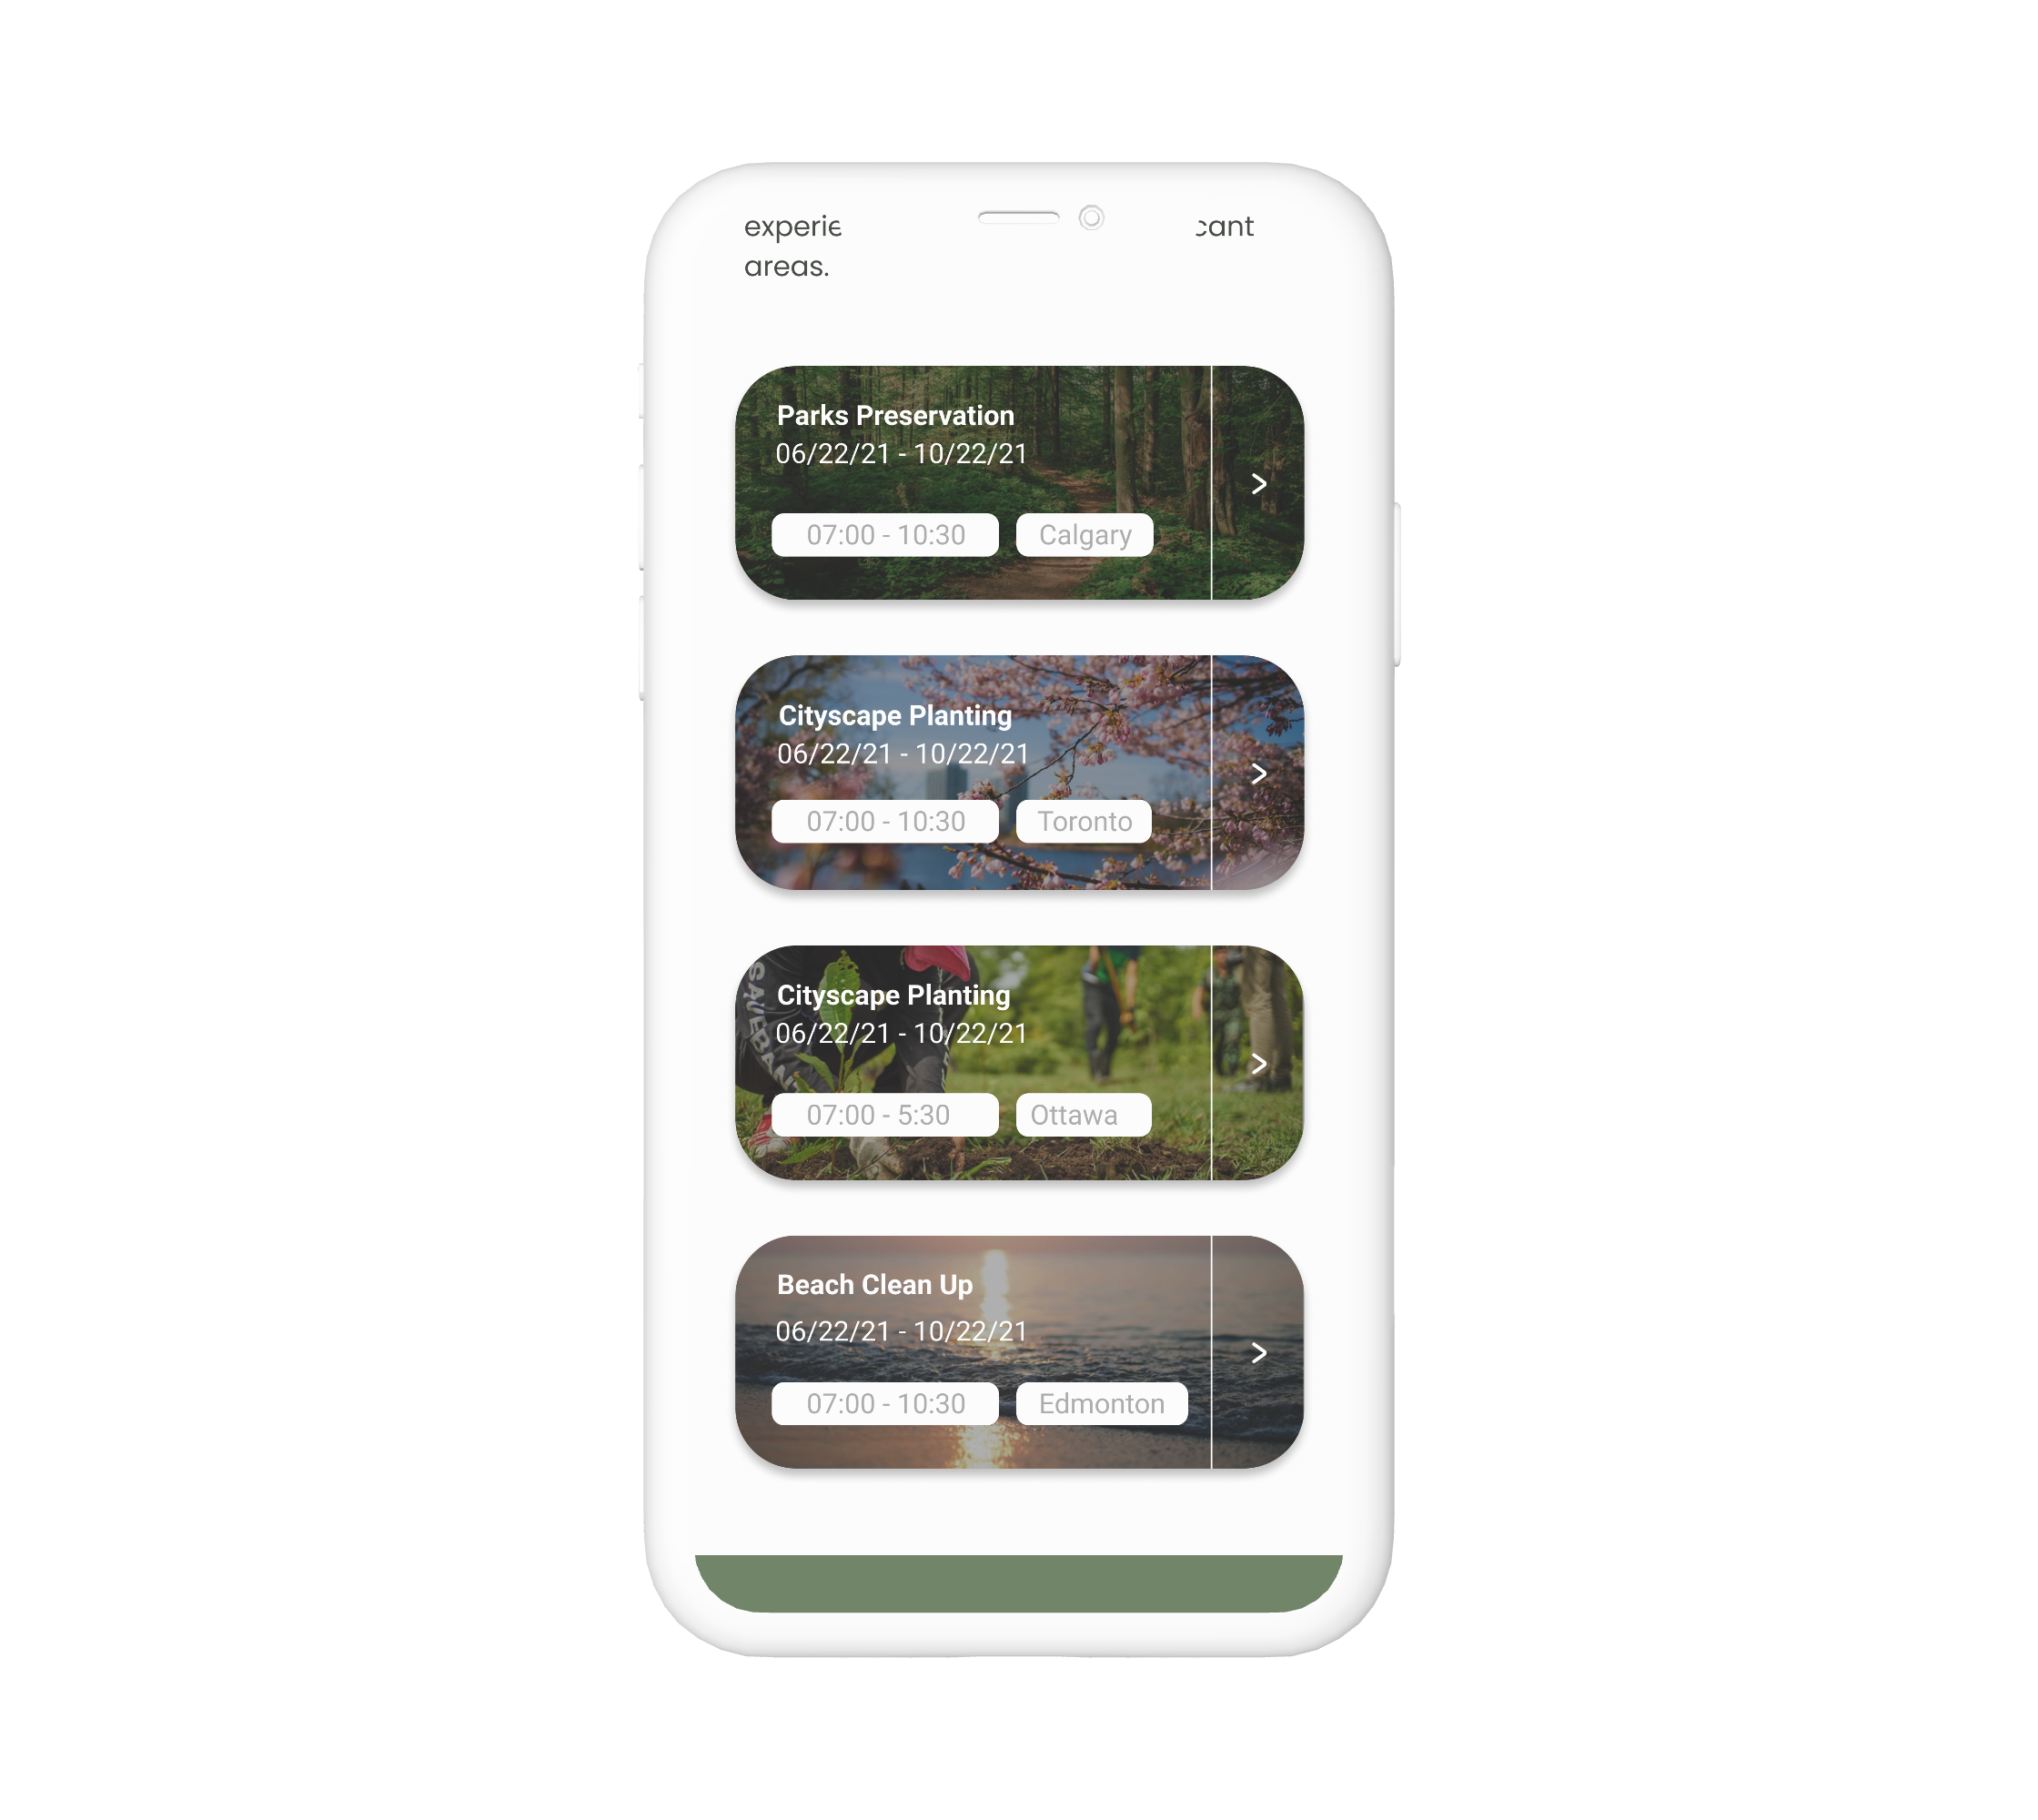 experie cant
areas.
Parks Preservation
06/22/21 - 10/22/21
07:00 - 10:30 Calgary
Cityscape Planting
06/22/21 - 10/22/21
07:00 - 10:30 Toronto
Cityscape Planting
06/22/21 - 10/22/21
07:00 - 5:30 Ottawa
Beach Clean Up
06/22/21 - 10/22/21
07:00 - 10:30 Edmonton